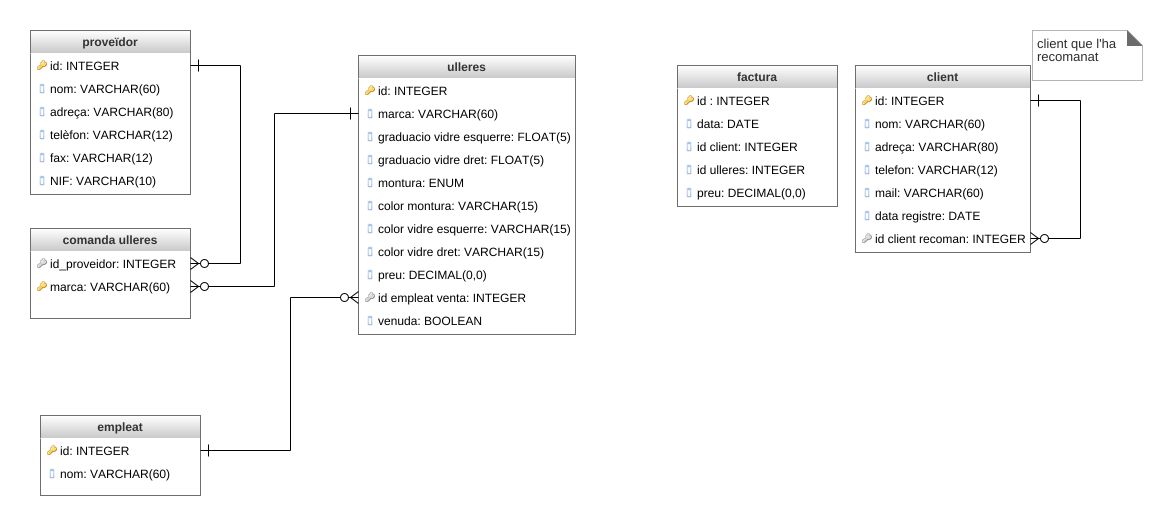 proveïdor
id: INTEGER
nom: VARCHAR(60)
adreça: VARCHAR(80)
telèfon: VARCHAR(12)
fax: VARCHAR(12)
NIF: VARCHAR(10)
comanda ulleres
id_proveidor: INTEGER
marca: VARCHAR(60)
empleat
id: INTEGER
nom: VARCHAR(60)
ulleres
id: INTEGER
marca: VARCHAR(60)
graduacio vidre esquerre: FLOAT(5)
graduacio vidre dret: FLOAT(5)
montura: ENUM
color montura: VARCHAR(15)
color vidre esquerre: VARCHAR(15)
color vidre dret: VARCHAR(15)
preu: DECIMAL(0,0)
id empleat venta: INTEGER
venuda: BOOLEAN
factura
id : INTEGER
data: DATE
id client: INTEGER
id ulleres: INTEGER
preu: DECIMAL(0,0)
client
id: INTEGER
nom: VARCHAR(60)
adreça: VARCHAR(80)
telefon: VARCHAR(12)
mail: VARCHAR(60)
data registre: DATE
id client recoman: INTEGER
client que l'ha
recomanat